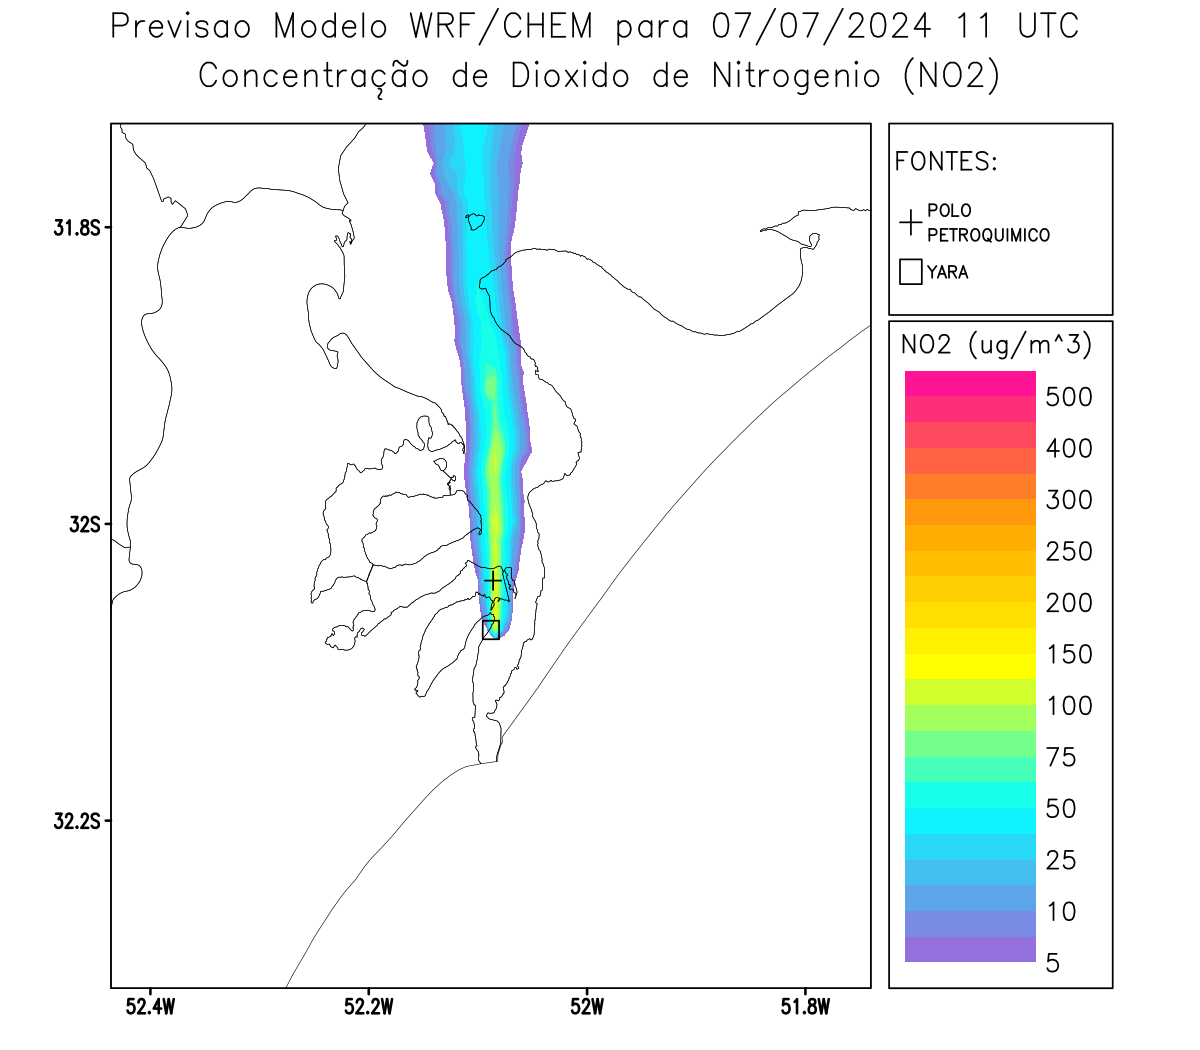 Previsao Modelo WRF/CHEM para 07/07/2024 11 UTC
Concentração de Dioxido de Nitrogenio (NO2)
FONTES:
POLO
PETROQUIMICO
YARA
NO2 (ug/m^3)
500
400
300
250
200
150
100
75
50
25
10
5
31.8S
32S
32.2S
52.4W
52.2W
52W
51.8W